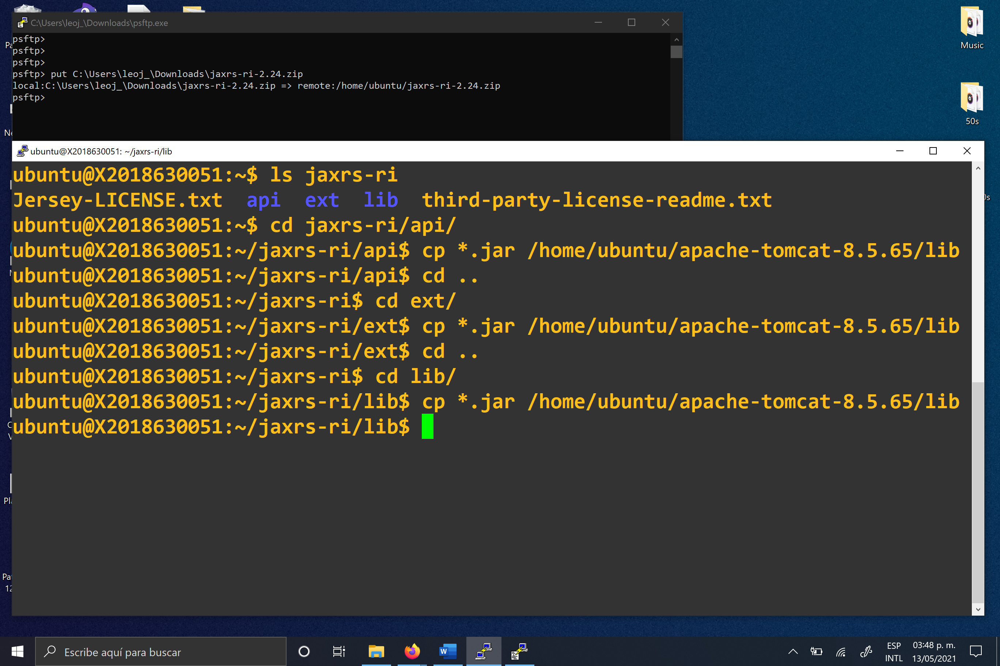 C:\Users\leoj_\Downloads\psftp.exe
psftp>
psftp>
psftp>
psftp> put C:\Users\leoj_\Downloads\jaxrs-ri-2.24.zip
local:C:\Users\leoj_\Downloads\jaxrs-ri-2.24.zip => remote:/home/ubuntu/jaxrs-ri-2.24.zip
psftp>
Music
50s
ubuntu@X2018630051: ~/jaxrs-ri/lib
ubuntu@X2018630051:~$ ls jaxrs-ri
Jersey-LICENSE.txt  api  ext  lib  third-party-license-readme.txt
ubuntu@X2018630051:~$ cd jaxrs-ri/api/
ubuntu@X2018630051:~/jaxrs-ri/api$ cp *.jar /home/ubuntu/apache-tomcat-8.5.65/lib
ubuntu@X2018630051:~/jaxrs-ri/api$ cd ..
ubuntu@X2018630051:~/jaxrs-ri$ cd ext/
ubuntu@X2018630051:~/jaxrs-ri/ext$ cp *.jar /home/ubuntu/apache-tomcat-8.5.65/lib
ubuntu@X2018630051:~/jaxrs-ri/ext$ cd ..
ubuntu@X2018630051:~/jaxrs-ri$ cd lib/
ubuntu@X2018630051:~/jaxrs-ri/lib$ cp *.jar /home/ubuntu/apache-tomcat-8.5.65/lib
ubuntu@X2018630051:~/jaxrs-ri/lib$
Escribe aquí para buscar
ESP
INTL
03:48 p. m.
13/05/2021